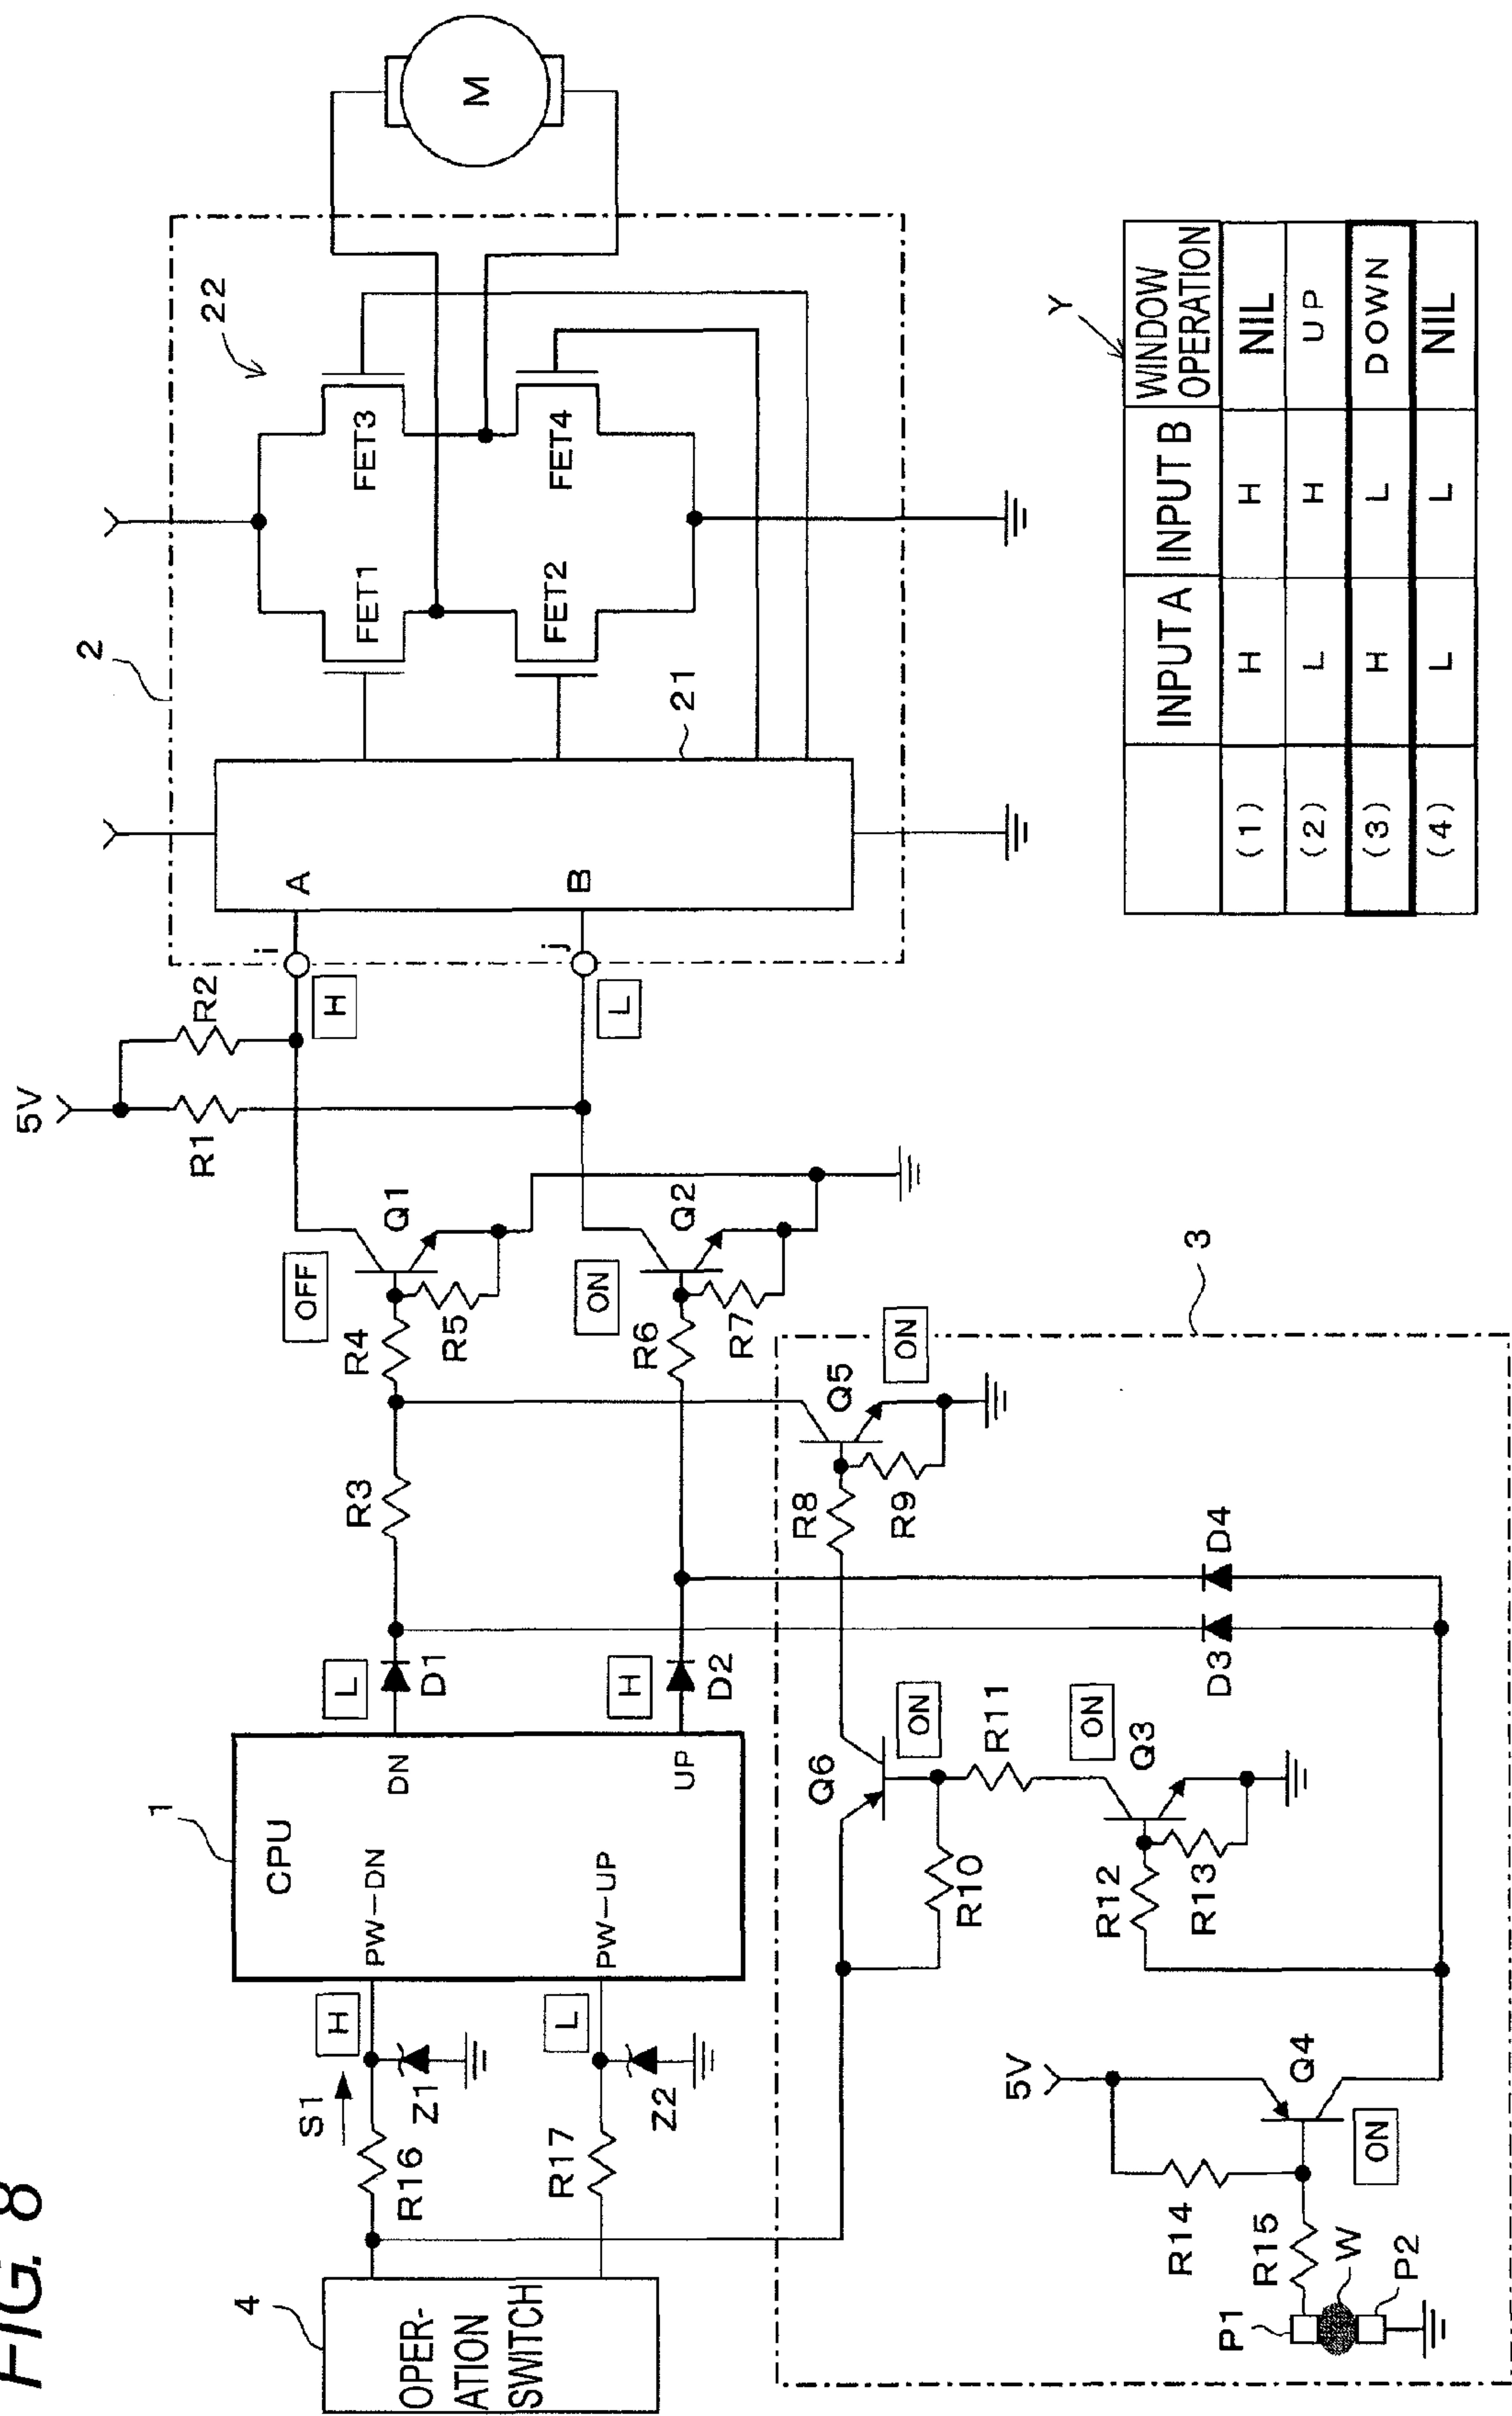 FIG. 8
4
OPER-
ATION
SWITCH
S1
R16
R17
H
L
Z1
Z2
1
CPU
PW-DN
PW-UP
DN
UP
L
H
D1
D2
R3
R4
R5
OFF
Q1
R6
R7
ON
Q2
5V
R1
R2
H
L
i
j
2
A
B
21
22
FET1
FET2
FET3
FET4
M
3
Q6
ON
R8
R9
Q5
ON
R10
R11
ON
Q3
R12
R13
D3
D4
5V
Q4
ON
R14
R15
W
P1
P2
Y
INPUT A INPUT B WINDOW OPERATION
(1) H H NIL
(2) L H UP
(3) H L DOWN
(4) L L NIL